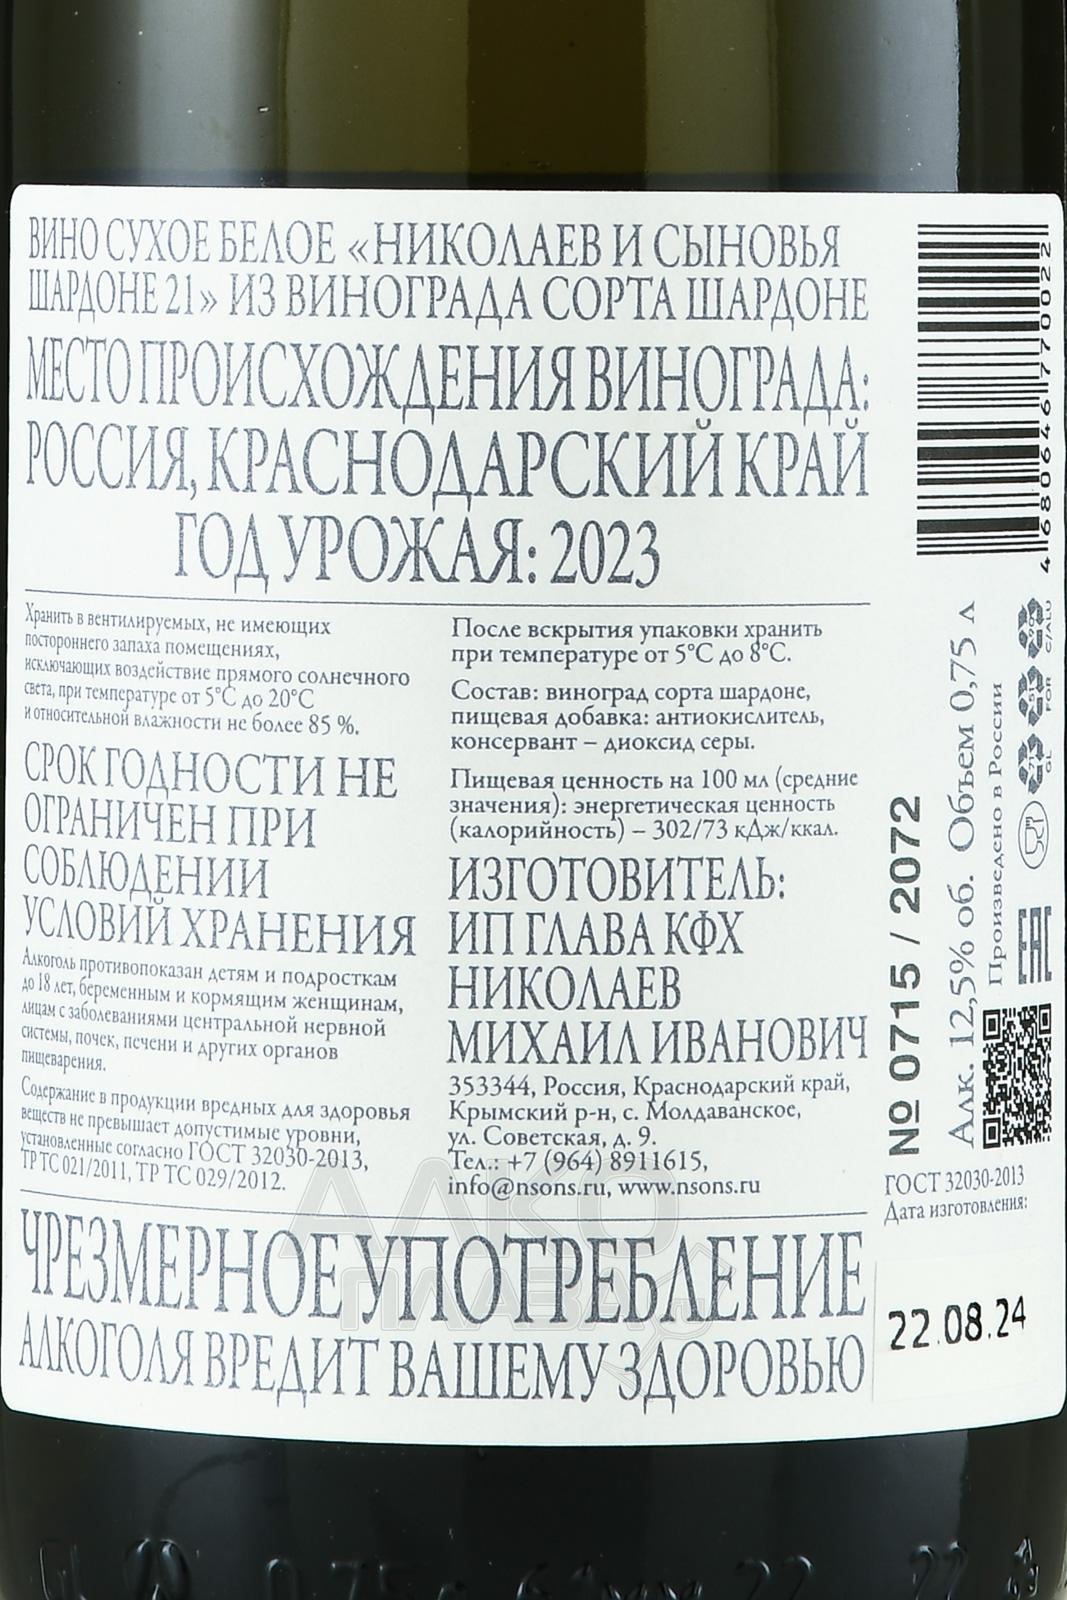 ВИНО СУХОЕ БЕЛОЕ «НИКОЛАЕВ И СЫНОВЬЯ
ШАРДОНЕ 21» ИЗ ВИНОГРАДА СОРТА ШАРДОНЕ
МЕСТО ПРОИСХОЖДЕНИЯ ВИНОГРАДА:
РОССИЯ, КРАСНОДАРСКИЙ КРАЙ
ГОД УРОЖАЯ: 2023
Хранить в вентилируемых, не имеющих
постороннего запаха помещениях,
исключающих воздействие прямого солнечного
света, при температуре от 5°С до 20°С
и относительной влажности не более 85 %.
СРОК ГОДНОСТИ НЕ
ОГРАНИЧЕН ПРИ
СОБЛЮДЕНИИ
УСЛОВИЙ ХРАНЕНИЯ
Алкоголь противопоказан детям и подросткам
до 18 лет, беременным и кормящим женщинам,
лицам с заболеваниями центральной нервной
системы, почек, печени и других органов
пищеварения.
Содержание в продукции вредных для здоровья
веществ не превышает допустимые уровни,
установленные согласно ГОСТ 32030-2013,
ТР ТС 021/2011, ТР ТС 029/2012.
После вскрытия упаковки хранить
при температуре от 5°С до 8°С.
Состав: виноград сорта шардоне,
пищевая добавка: антиокислитель,
консервант – диоксид серы.
Пищевая ценность на 100 мл (средние
значения): энергетическая ценность
(калорийность) – 302/73 кДж/ккал.
ИЗГОТОВИТЕЛЬ:
ИП ГЛАВА КФХ
НИКОЛАЕВ
МИХАИЛ ИВАНОВИЧ
353344, Россия, Краснодарский край,
Крымский р-н, с. Молдаванское,
ул. Советская, д. 9.
Тел.: +7 (964) 8911615,
info@nsons.ru, www.nsons.ru
ЧРЕЗМЕРНОЕ УПОТРЕБЛЕНИЕ
АЛКОГОЛЯ ВРЕДИТ ВАШЕМУ ЗДОРОВЬЮ
4680646770022
№ 0715 / 2072
Алк. 12,5% об. Объем 0,75 л
Произведено в России
GL
FOR
C/ALU
EAC
ГОСТ 32030-2013
Дата изготовления:
22.08.24
АЛКО
ПЛАЗА